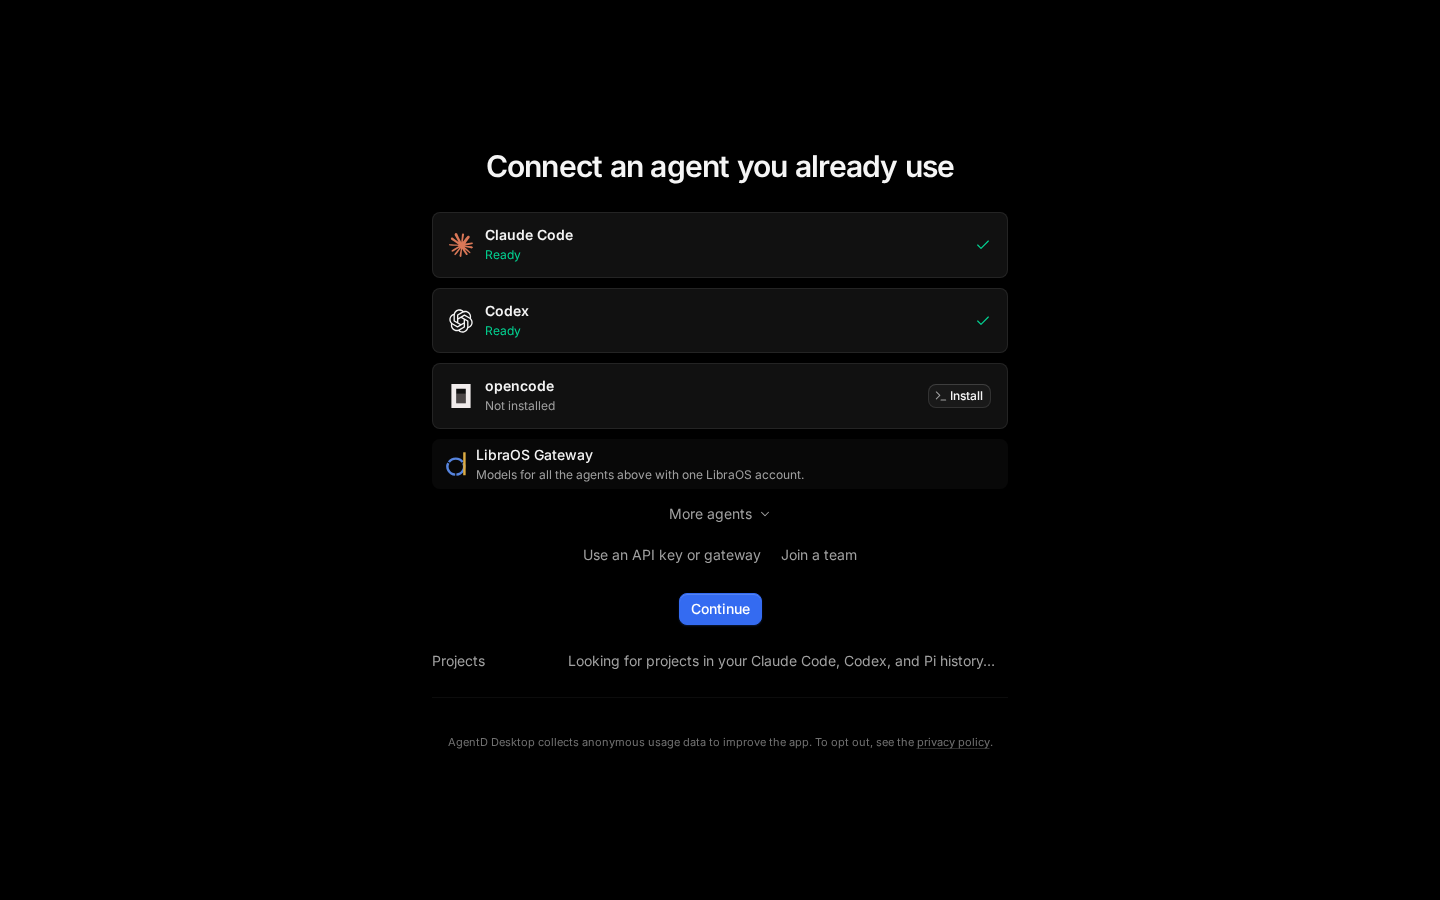 Connect an agent you already use
Claude Code
Ready
Codex
Ready
opencode
Not installed
Install
LibraOS Gateway
Models for all the agents above with one LibraOS account.
More agents
Use an API key or gateway
Join a team
Continue
Projects
Looking for projects in your Claude Code, Codex, and Pi history...
AgentD Desktop collects anonymous usage data to improve the app. To opt out, see the privacy policy.